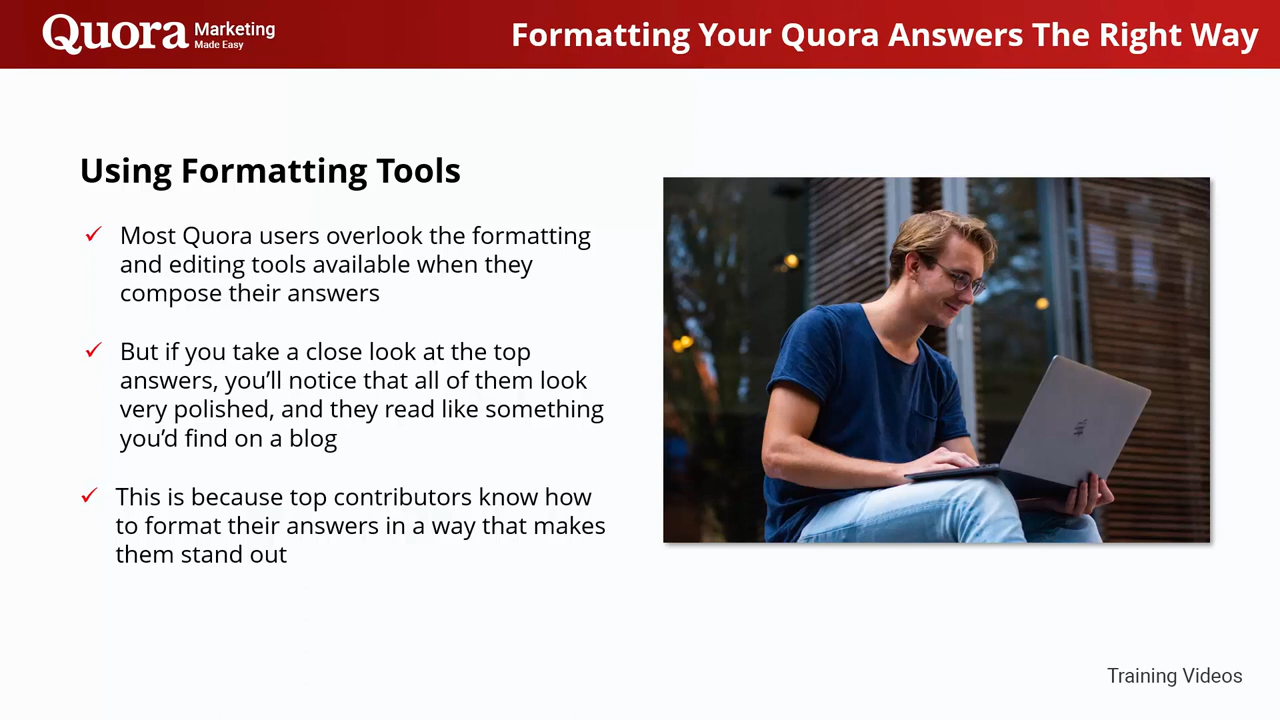 Quora Marketing
Made Easy
Formatting Your Quora Answers The Right Way
Using Formatting Tools
✓ Most Quora users overlook the formatting
and editing tools available when they
compose their answers
✓ But if you take a close look at the top
answers, you’ll notice that all of them look
very polished, and they read like something
you’d find on a blog
✓ This is because top contributors know how
to format their answers in a way that makes
them stand out
Training Videos